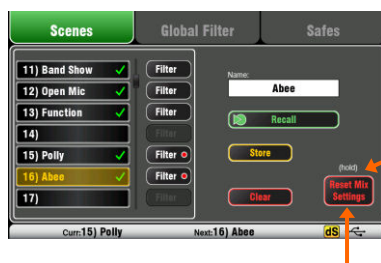 Scenes Global Filter Safes
11) Band Show Filter
12) Open Mic Filter
13) Function Filter
14) Filter
15) Polly Filter
16) Abee Filter
17) Filter
Name:
Abee
Recall
Store
Clear
(hold)
Reset Mix
Settings
Curr:15) Polly Next:16) Abee dS